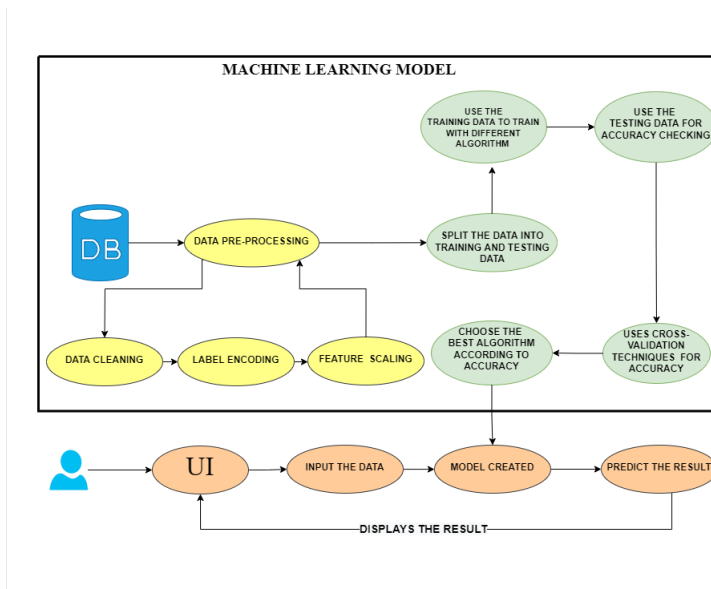 MACHINE LEARNING MODEL
USE THE
TRAINING DATA TO TRAIN
WITH DIFFERENT
ALGORITHM
USE THE
TESTING DATA FOR
ACCURACY CHECKING
DB
DATA PRE-PROCESSING
SPLIT THE DATA INTO
TRAINING AND TESTING
DATA
DATA CLEANING
LABEL ENCODING
FEATURE SCALING
CHOOSE THE
BEST ALGORITHM
ACCORDING TO
ACCURACY
USES CROSS-
VALIDATION
TECHNIQUES FOR
ACCURACY
UI
INPUT THE DATA
MODEL CREATED
PREDICT THE RESULT
DISPLAYS THE RESULT